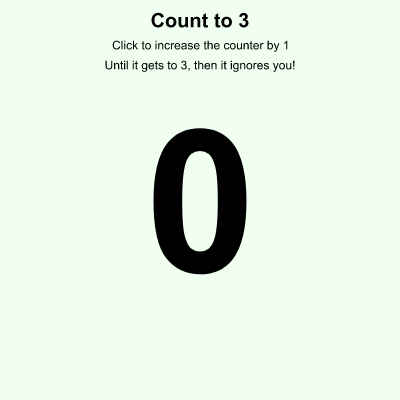 Count to 3
Click to increase the counter by 1
Until it gets to 3, then it ignores you!
0